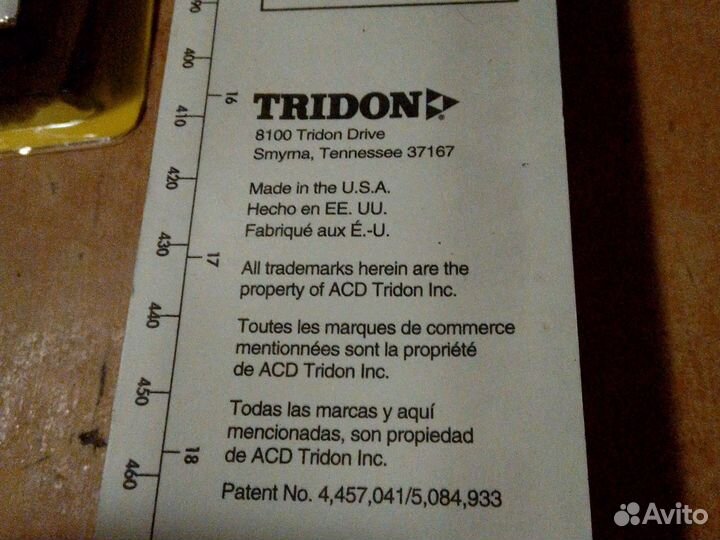 TRIDON
8100 Tridon Drive
Smyrna, Tennessee 37167
Made in the U.S.A.
Hecho en EE. UU.
Fabriqué aux É.-U.
All trademarks herein are the
property of ACD Tridon Inc.
Toutes les marques de commerce
mentionnées sont la propriété
de ACD Tridon Inc.
Todas las marcas y aquí
mencionadas, son propiedad
de ACD Tridon Inc.
Patent No. 4,457,041/5,084,933
400
16
410
420
430
17
440
450
18
460
Avito